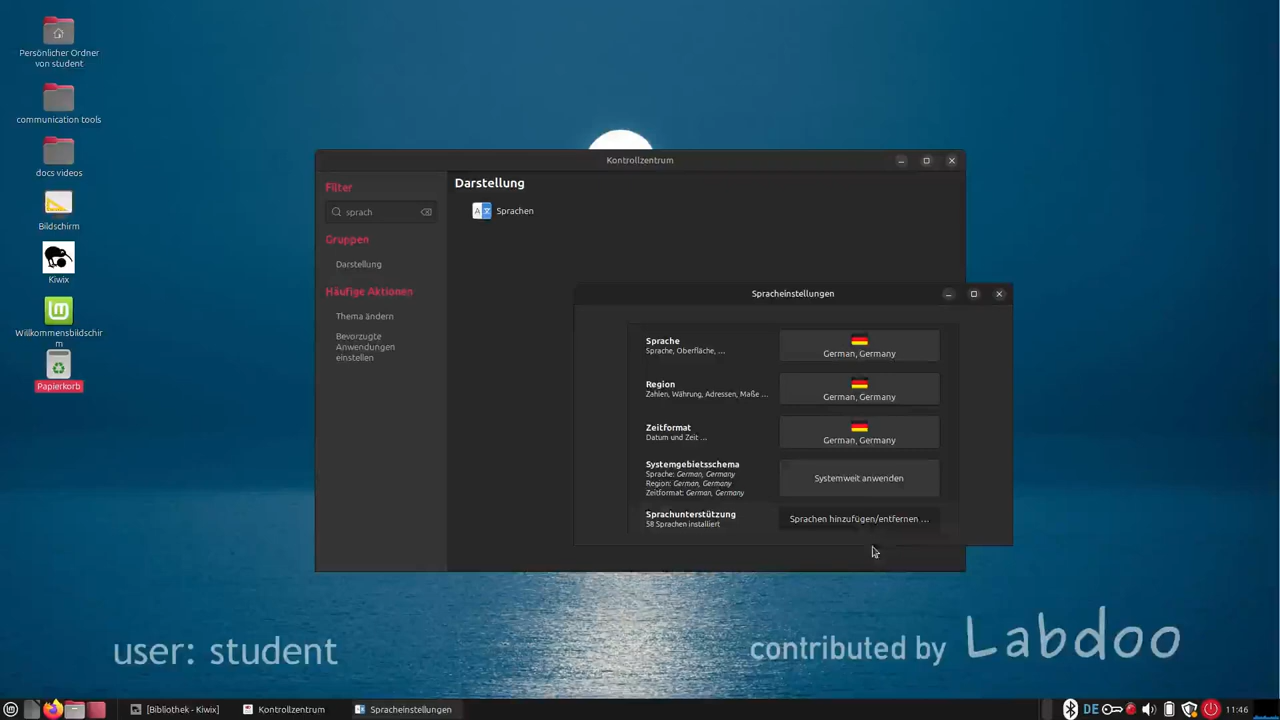 Persönlicher Ordner
von student
communication tools
docs videos
Bildschirm
Kiwix
Willkommensbildschir
m
Papierkorb
Kontrollzentrum
Filter
sprach
Gruppen
Darstellung
Häufige Aktionen
Thema ändern
Bevorzugte
Anwendungen
einstellen
Darstellung
Sprachen
Spracheinstellungen
Sprache
Sprache, Oberfläche, ...
German, Germany
Region
Zahlen, Währung, Adressen, Maße ...
German, Germany
Zeitformat
Datum und Zeit ...
German, Germany
Systemgebietsschema
Sprache: German, Germany
Region: German, Germany
Zeitformat: German, Germany
Systemweit anwenden
Sprachunterstützung
58 Sprachen installiert
Sprachen hinzufügen/entfernen ...
user: student
contributed by Labdoo
[Bibliothek - Kiwix]
Kontrollzentrum
Spracheinstellungen
DE
11:46